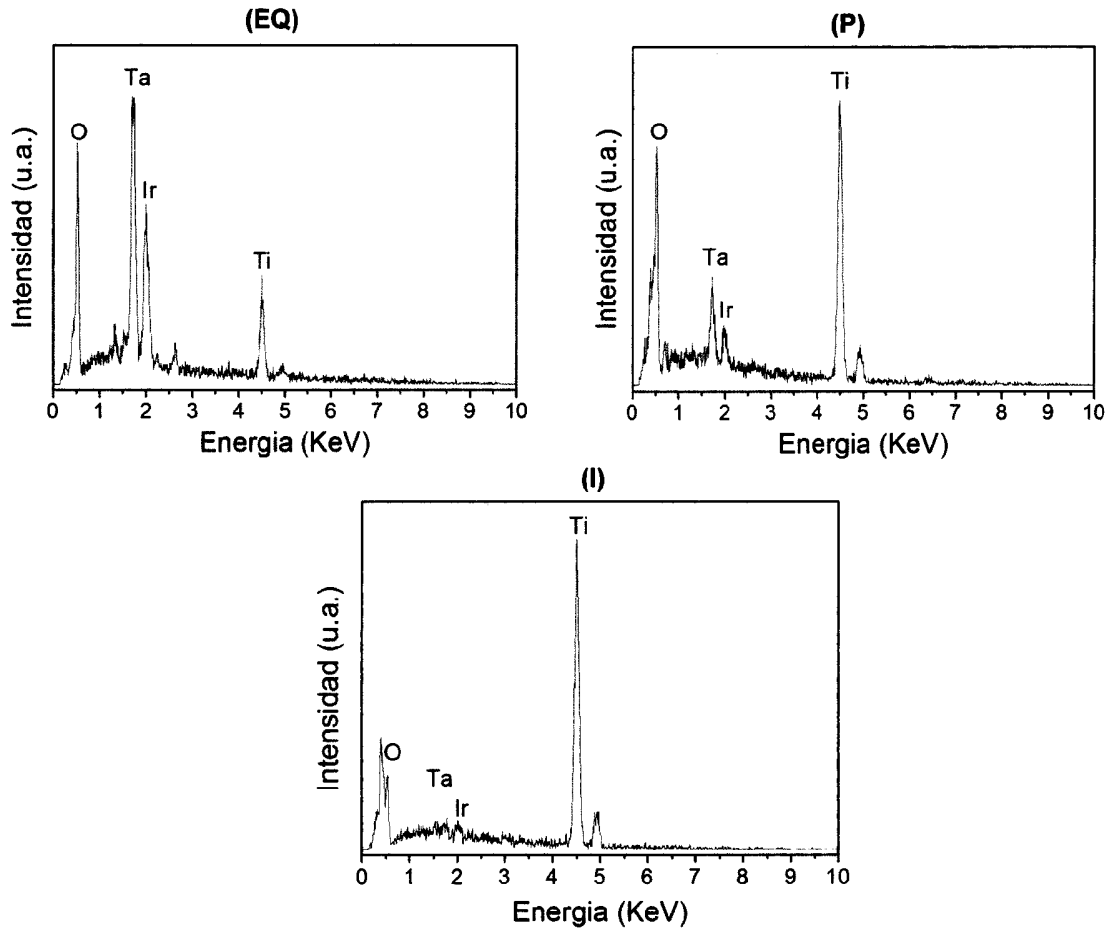 (EQ)
Intensidad (u.a.)
O
Ta
Ir
Ti
0 1 2 3 4 5 6 7 8 9 10
Energia (KeV)
(P)
Intensidad (u.a.)
O
Ta
Ir
Ti
0 1 2 3 4 5 6 7 8 9 10
Energia (KeV)
(I)
Intensidad (u.a.)
O
Ta
Ir
Ti
0 1 2 3 4 5 6 7 8 9 10
Energia (KeV)